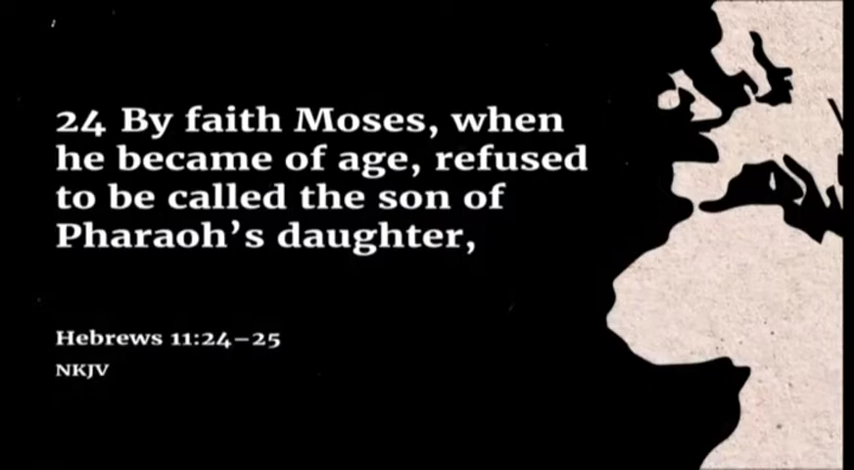 24 By faith Moses, when
he became of age, refused
to be called the son of
Pharaoh’s daughter,
Hebrews 11:24–25
NKJV